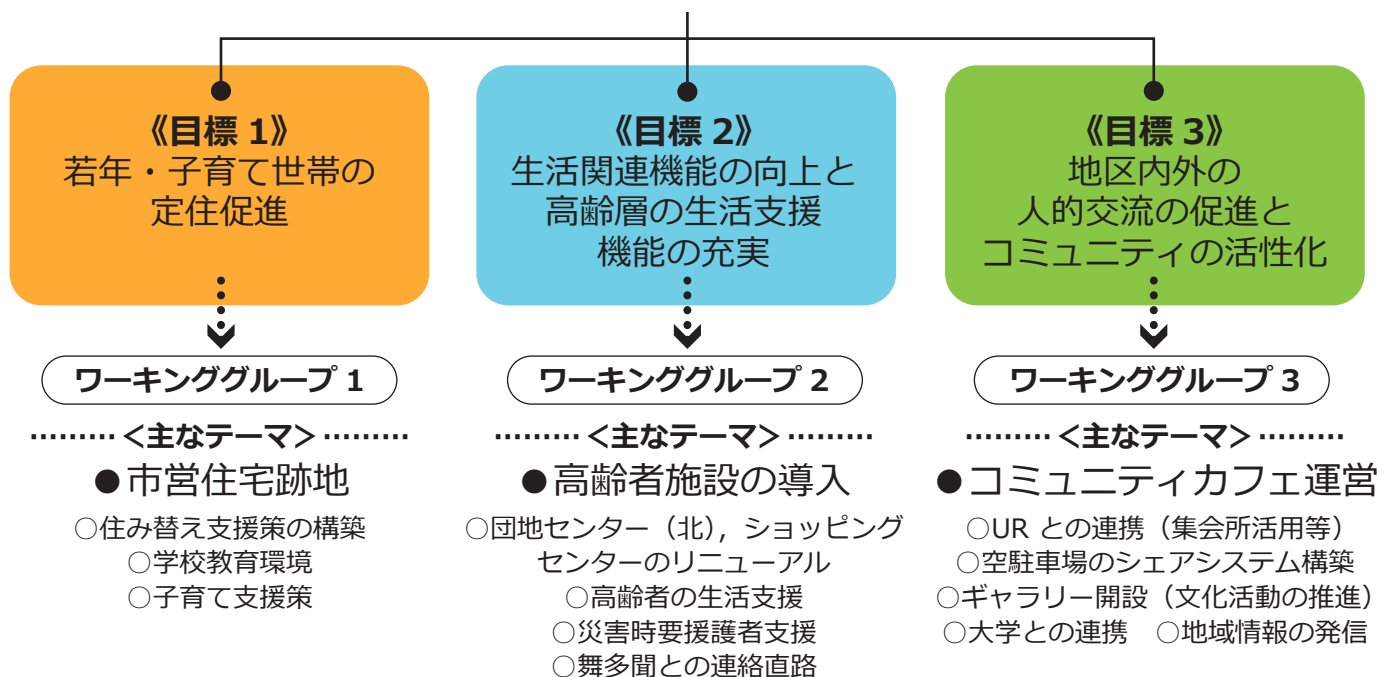 《目標 1》
若年・子育て世帯の
定住促進
《目標 2》
生活関連機能の向上と
高齢層の生活支援
機能の充実
《目標 3》
地区内外の
人的交流の促進と
コミュニティの活性化
ワーキンググループ 1
<主なテーマ>
●市営住宅跡地
○住み替え支援策の構築
○学校教育環境
○子育て支援策
ワーキンググループ 2
<主なテーマ>
●高齢者施設の導入
○団地センター（北），ショッピング
センターのリニューアル
○高齢者の生活支援
○災害時要援護者支援
○舞多聞との連絡直路
ワーキンググループ 3
<主なテーマ>
●コミュニティカフェ運営
○UR との連携（集会所活用等）
○空駐車場のシェアシステム構築
○ギャラリー開設（文化活動の推進）
○大学との連携　○地域情報の発信